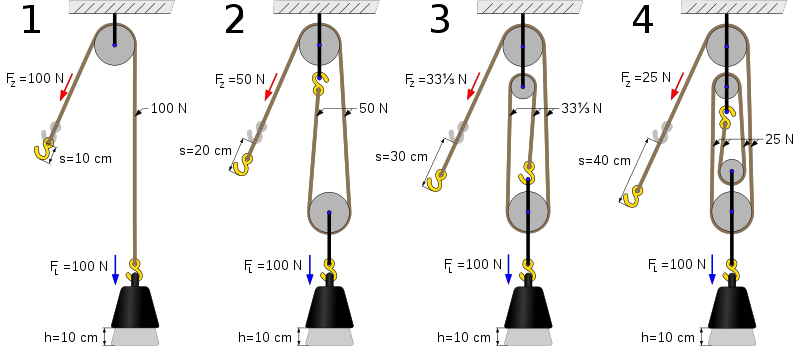 1
F_Z =100 N
100 N
s=10 cm
F_L =100 N
h=10 cm
2
F_Z =50 N
50 N
s=20 cm
F_L =100 N
h=10 cm
3
F_Z =33⅓ N
33⅓ N
s=30 cm
F_L =100 N
h=10 cm
4
F_Z =25 N
25 N
s=40 cm
F_L =100 N
h=10 cm